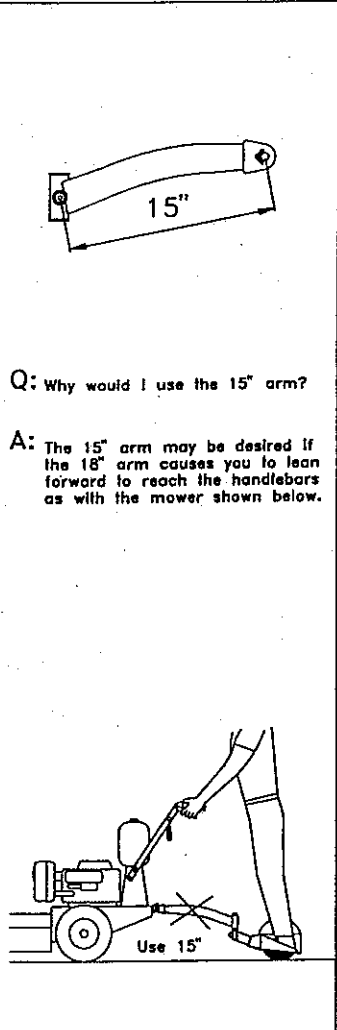 15"
Q: Why would I use the 15" arm?
A: The 15" arm may be desired if
the 18" arm causes you to lean
forward to reach the handlebars
as with the mower shown below.
Use 15"